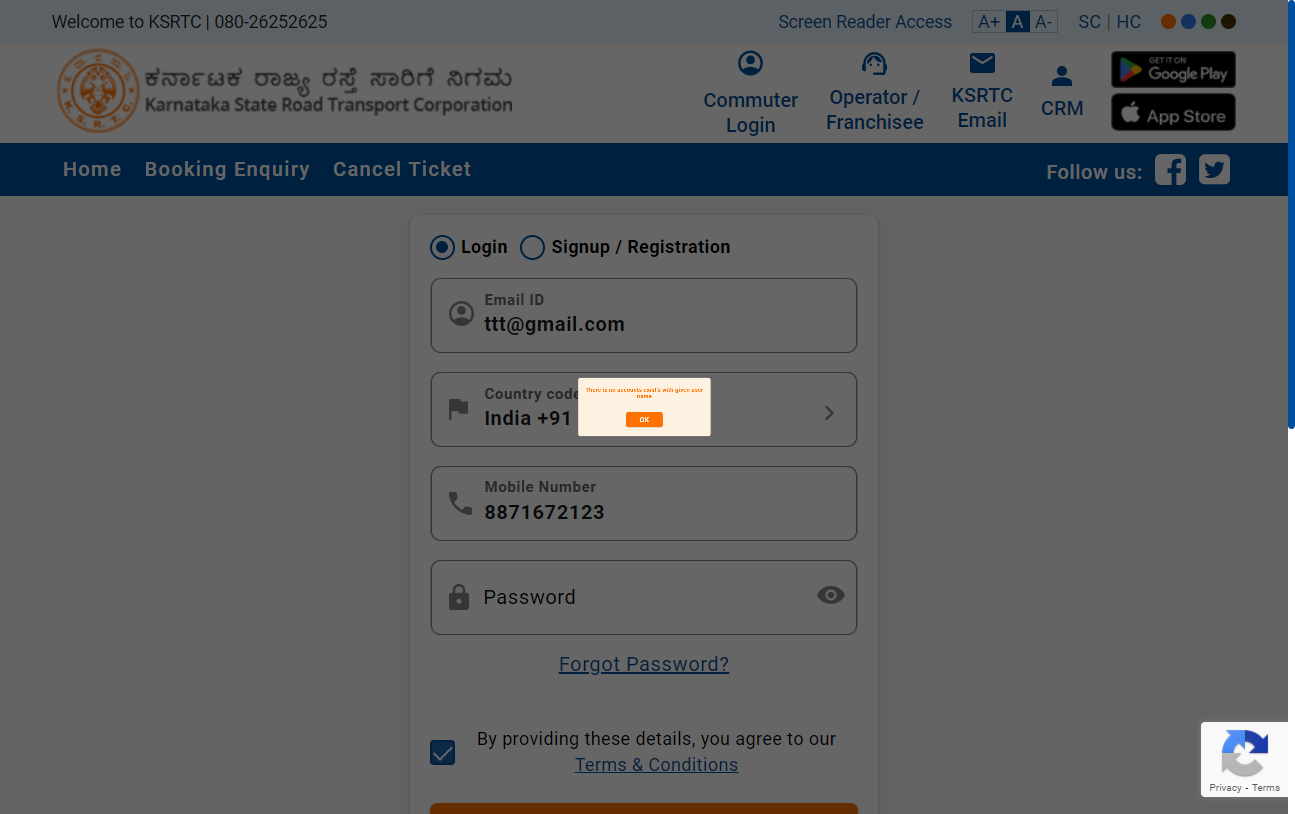 Welcome to KSRTC | 080-26252625
Screen Reader Access A+ A A- SC | HC
ಕರ್ನಾಟಕ ರಾಜ್ಯ ರಸ್ತೆ ಸಾರಿಗೆ ನಿಗಮ
Karnataka State Road Transport Corporation
K.S.R.T.C.
Commuter
Login
Operator /
Franchisee
KSRTC
Email
CRM
GET IT ON
Google Play
App Store
Home Booking Enquiry Cancel Ticket
Follow us:
Login Signup / Registration
Email ID
ttt@gmail.com
Country code
India +91
There is no accounts exist's with given user
name.
OK
Mobile Number
8871672123
Password
Forgot Password?
By providing these details, you agree to our
Terms & Conditions
Privacy - Terms